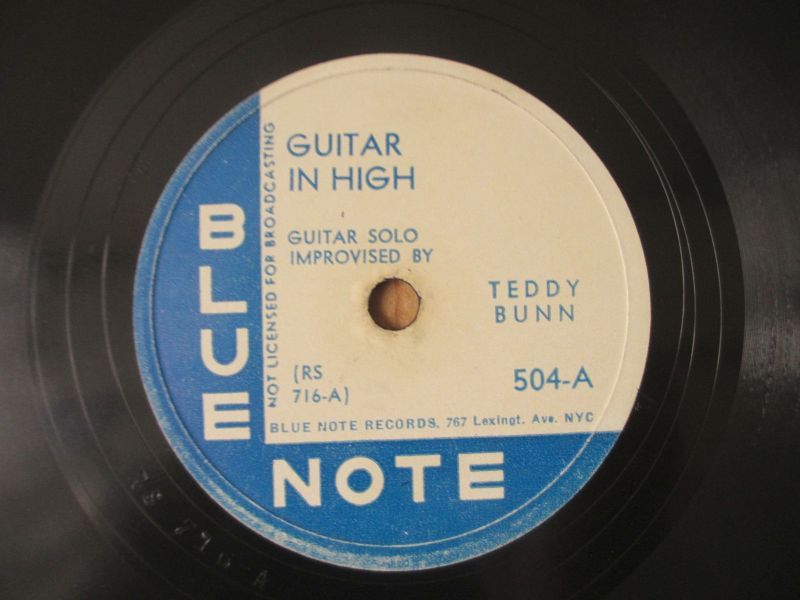 GUITAR
IN HIGH
GUITAR SOLO
IMPROVISED BY
TEDDY
BUNN
(RS
716-A)
504-A
NOT LICENSED FOR BROADCASTING
BLUE NOTE RECORDS. 767 Lexingt. Ave. NYC
BLUE
NOTE